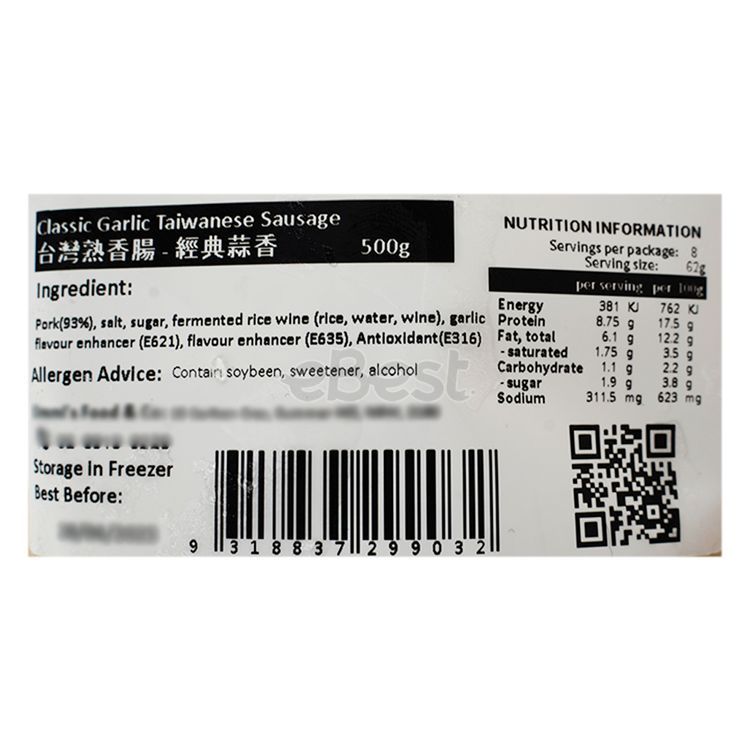 Classic Garlic Taiwanese Sausage
台灣熟香腸 - 經典蒜香 500g
Ingredient:
Pork(93%), salt, sugar, fermented rice wine (rice, water, wine), garlic
flavour enhancer (E621), flavour enhancer (E635), Antioxidant(E316)
Allergen Advice: Contain soybeen, sweetener, alcohol
Storage In Freezer
Best Before:
9 318837 299032
NUTRITION INFORMATION
Servings per package: 8
Serving size: 62g
per serving per 100g
Energy 381 KJ 762 KJ
Protein 8.75 g 17.5 g
Fat, total 6.1 g 12.2 g
- saturated 1.75 g 3.5 g
Carbohydrate 1.1 g 2.2 g
- sugar 1.9 g 3.8 g
Sodium 311.5 mg 623 mg
eBest